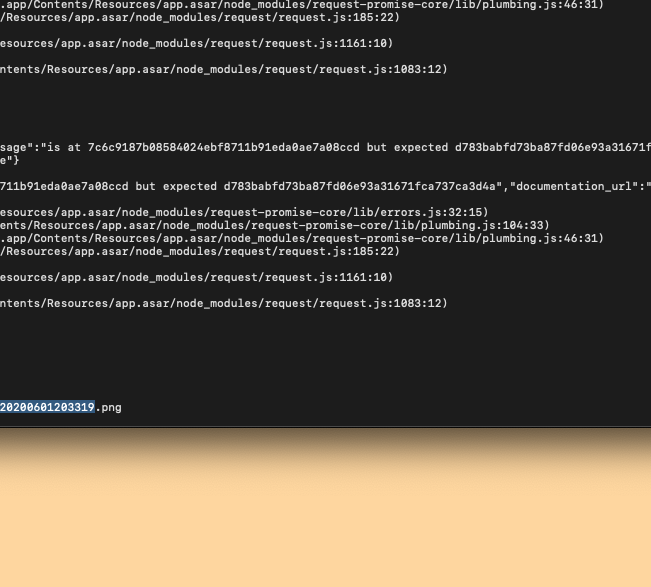 .app/Contents/Resources/app.asar/node_modules/request-promise-core/lib/plumbing.js:46:31)
/Resources/app.asar/node_modules/request/request.js:185:22)
esources/app.asar/node_modules/request/request.js:1161:10)
ntents/Resources/app.asar/node_modules/request/request.js:1083:12)
sage":"is at 7c6c9187b08584024ebf8711b91eda0ae7a08ccd but expected d783babfd73ba87fd06e93a31671f
e"}
711b91eda0ae7a08ccd but expected d783babfd73ba87fd06e93a31671fca737ca3d4a","documentation_url":"
esources/app.asar/node_modules/request-promise-core/lib/errors.js:32:15)
ents/Resources/app.asar/node_modules/request-promise-core/lib/plumbing.js:104:33)
.app/Contents/Resources/app.asar/node_modules/request-promise-core/lib/plumbing.js:46:31)
/Resources/app.asar/node_modules/request/request.js:185:22)
esources/app.asar/node_modules/request/request.js:1161:10)
ntents/Resources/app.asar/node_modules/request/request.js:1083:12)
20200601203319.png